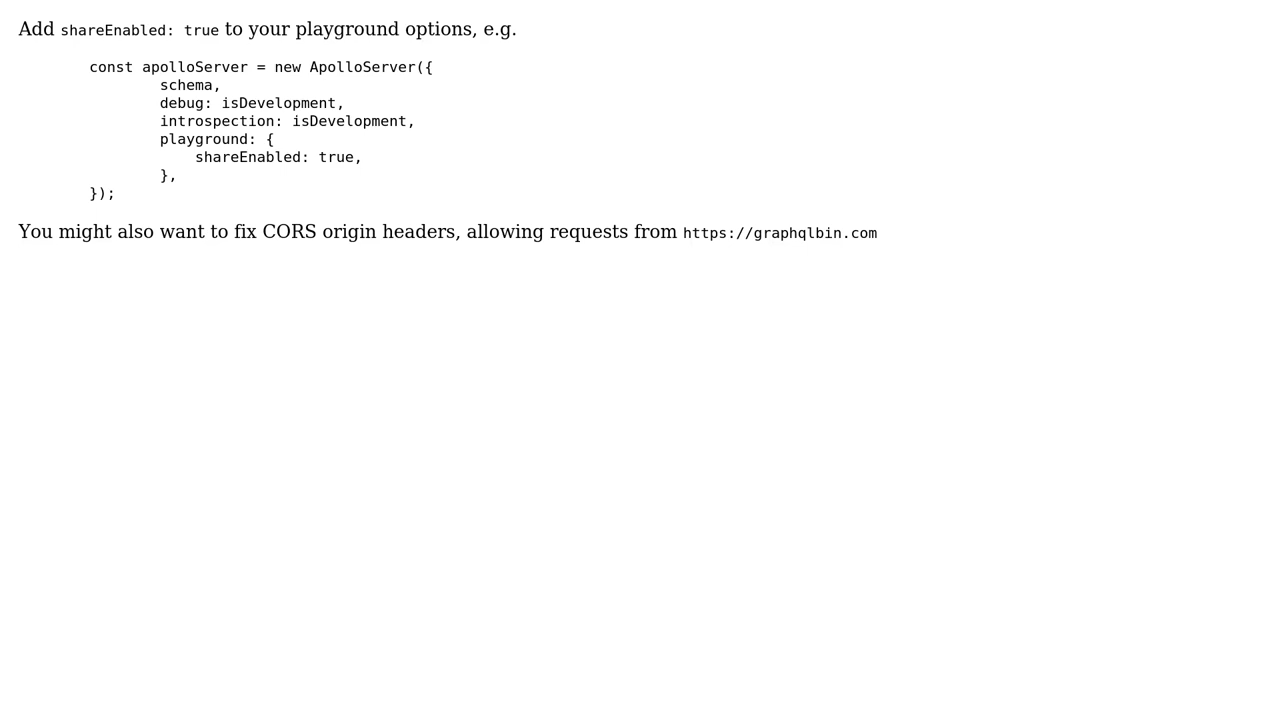 Add shareEnabled: true to your playground options, e.g.
const apolloServer = new ApolloServer({
schema,
debug: isDevelopment,
introspection: isDevelopment,
playground: {
shareEnabled: true,
},
});
You might also want to fix CORS origin headers, allowing requests from https://graphqlbin.com